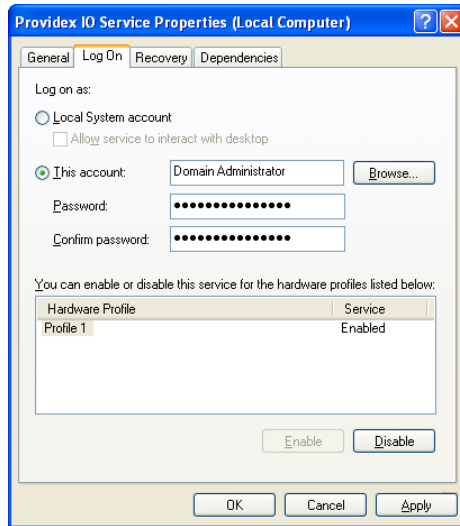 Providex IO Service Properties (Local Computer)
General Log On Recovery Dependencies
Log on as:
Local System account
Allow service to interact with desktop
This account: Domain Administrator Browse...
Password: •••••••••••••••
Confirm password: •••••••••••••••
You can enable or disable this service for the hardware profiles listed below:
Hardware Profile Service
Profile 1 Enabled
Enable Disable
OK Cancel Apply